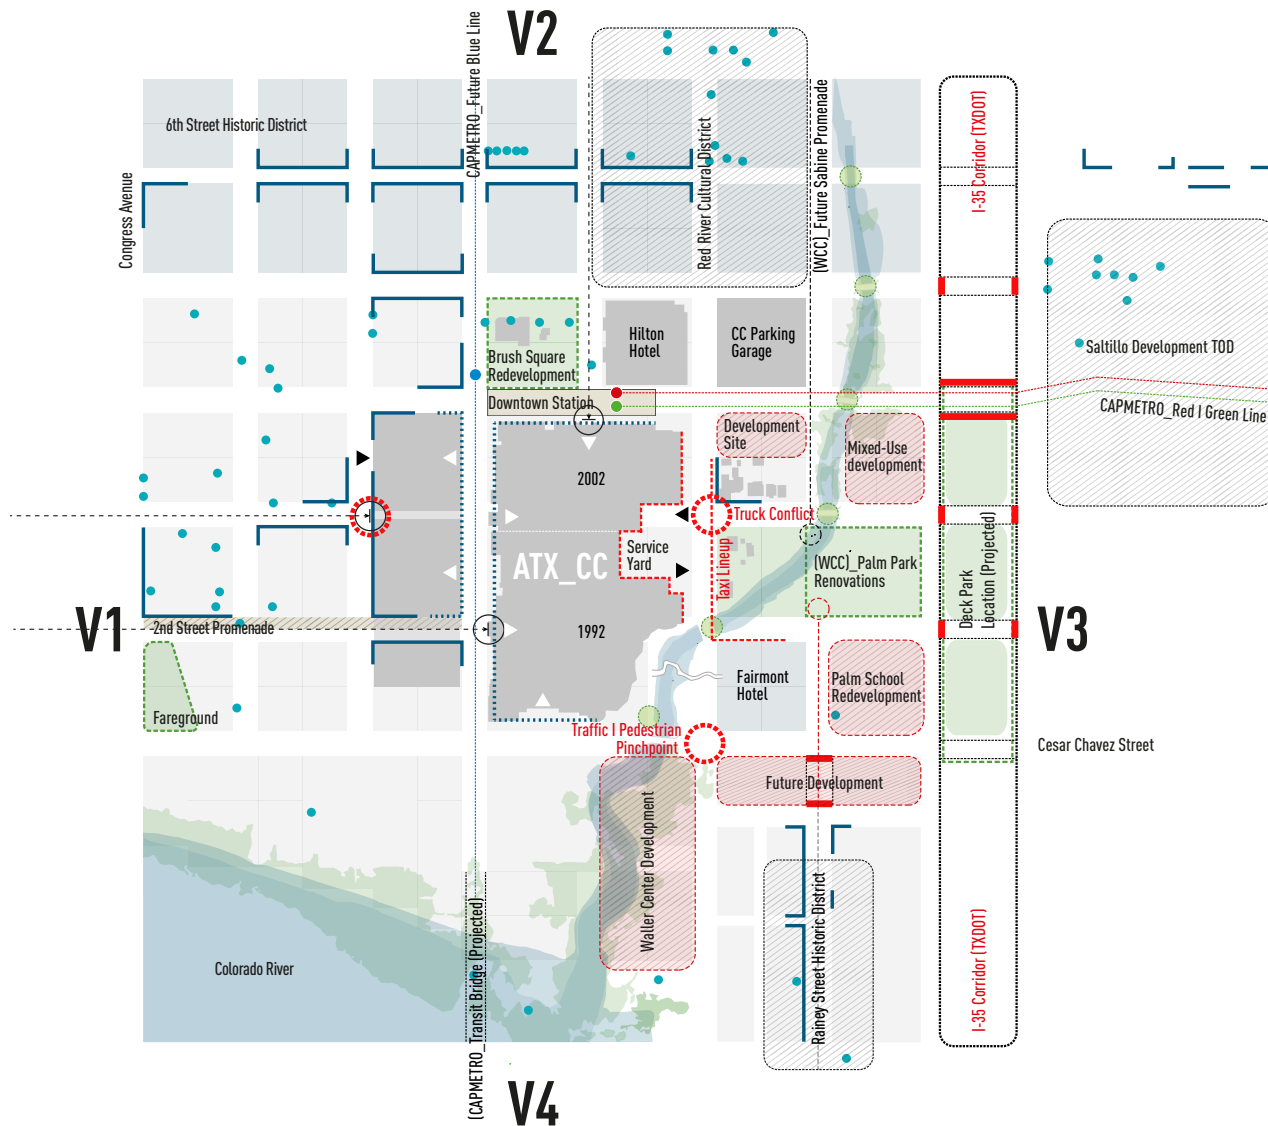 V2
CAPMETRO_Future Blue Line
6th Street Historic District
Congress Avenue
Red River Cultural District
(WCC)_Future Sabine Promenade
I-35 Corridor (TXDOT)
Hilton
Hotel
CC Parking
Garage
Brush Square
Redevelopment
Downtown Station
Saltillo Development TOD
CAPMETRO_Red I Green Line
Development
Site
Mixed-Use
development
2002
Truck Conflict
ATX_CC
Service
Yard
Taxi Lineup
(WCC)_Palm Park
Renovations
Deck Park
Location (Projected)
V1
2nd Street Promenade
1992
V3
Fareground
Fairmont
Hotel
Palm School
Redevelopment
Traffic I Pedestrian
Pinchpoint
Cesar Chavez Street
Future Development
Waller Center Development
Rainey Street Historic District
Colorado River
(CAPMETRO_Transit Bridge (Projected)
I-35 Corridor (TXDOT)
V4